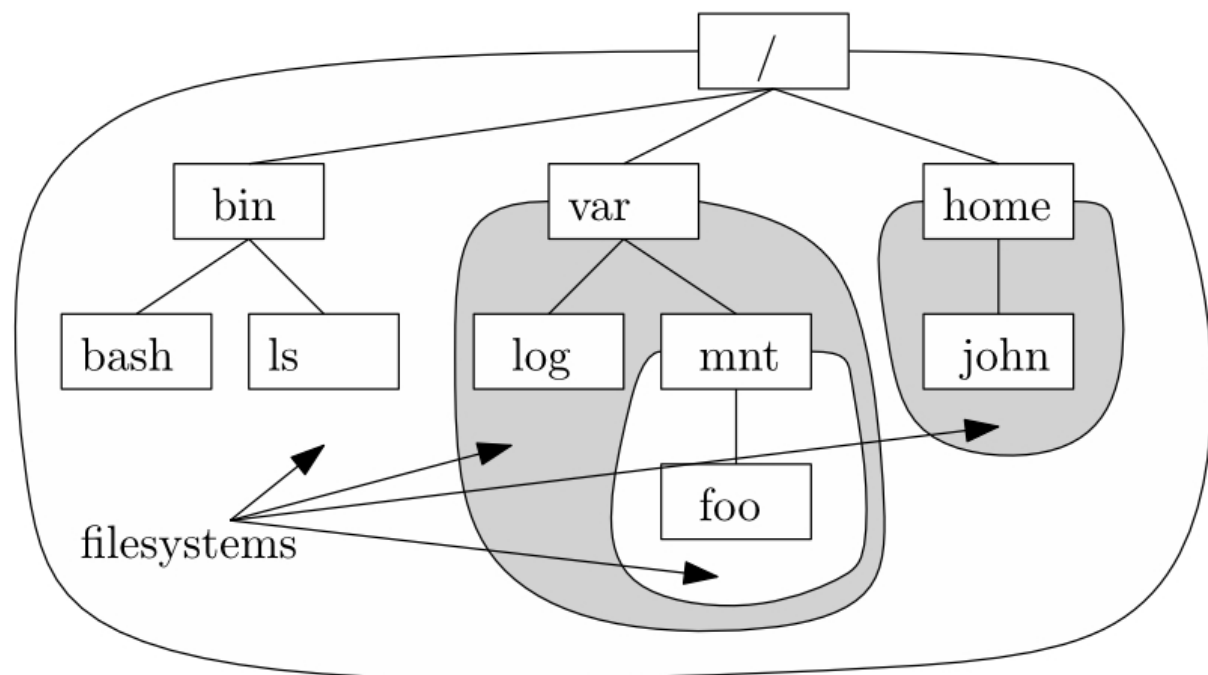 /
bin
var
home
bash
ls
log
mnt
john
foo
filesystems